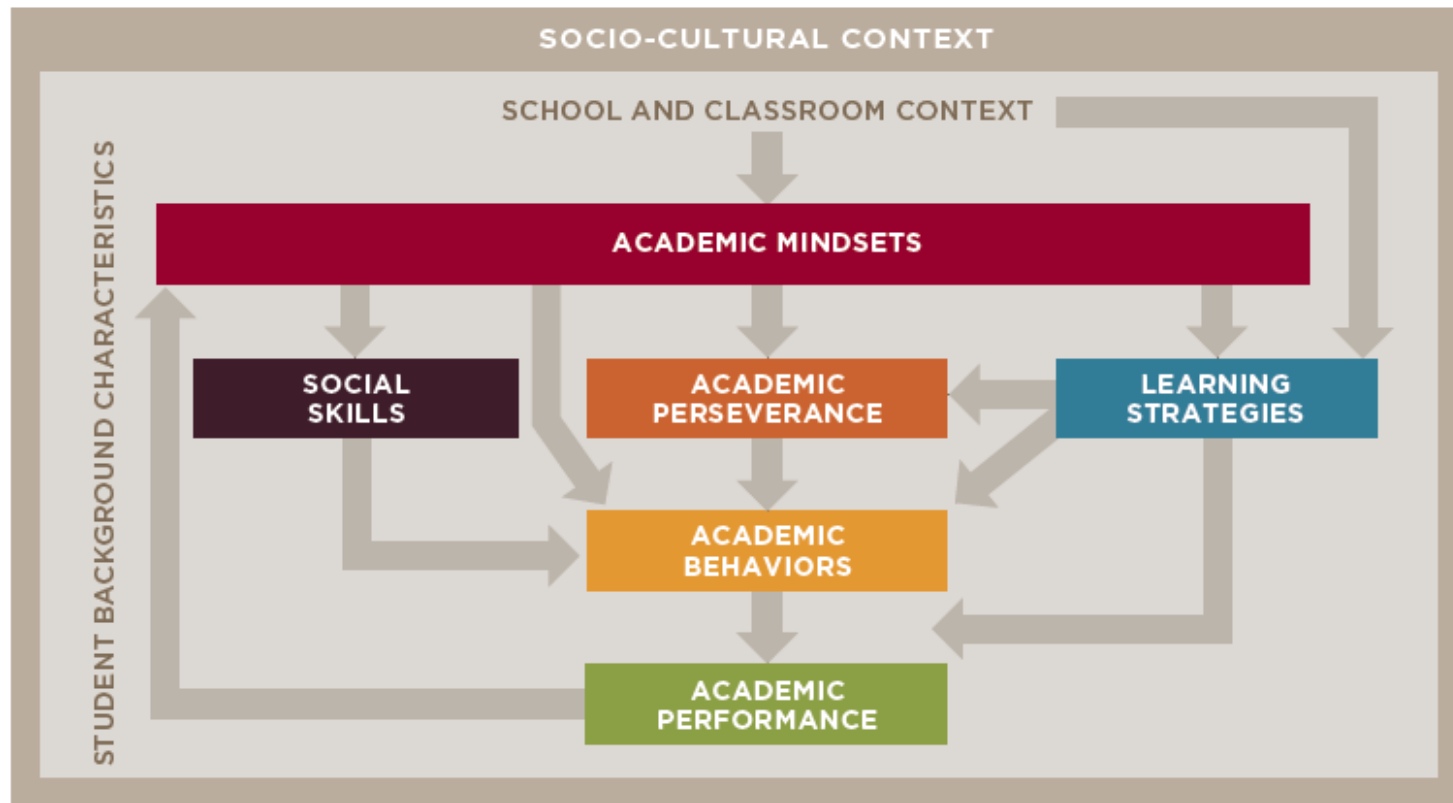 SOCIO-CULTURAL CONTEXT
SCHOOL AND CLASSROOM CONTEXT
STUDENT BACKGROUND CHARACTERISTICS
ACADEMIC MINDSETS
SOCIAL
SKILLS
ACADEMIC
PERSEVERANCE
LEARNING
STRATEGIES
ACADEMIC
BEHAVIORS
ACADEMIC
PERFORMANCE